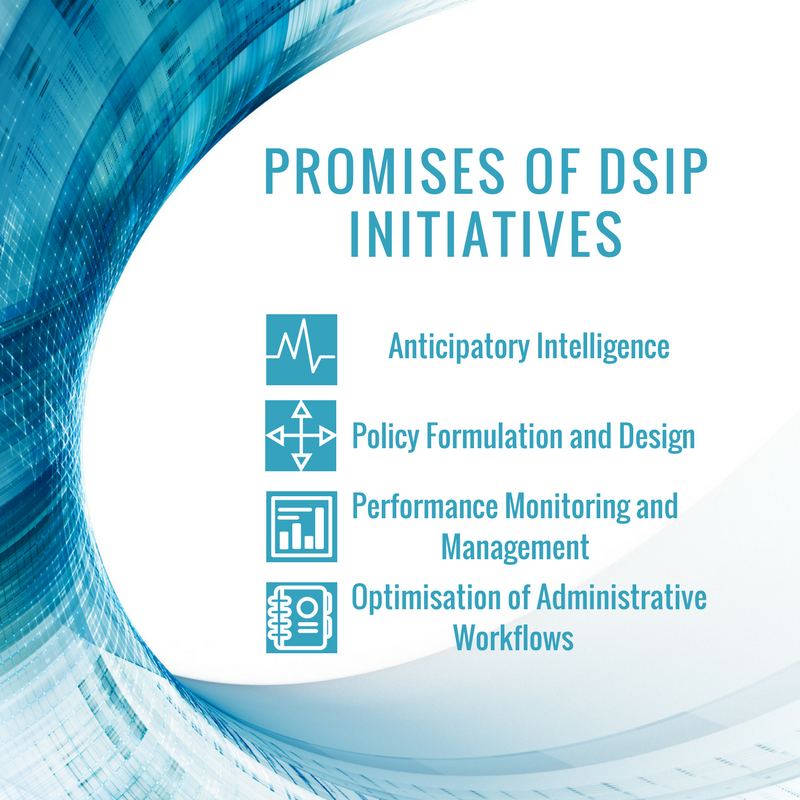 PROMISES OF DSIP
INITIATIVES
Anticipatory Intelligence
Policy Formulation and Design
Performance Monitoring and
Management
Optimisation of Administrative
Workflows